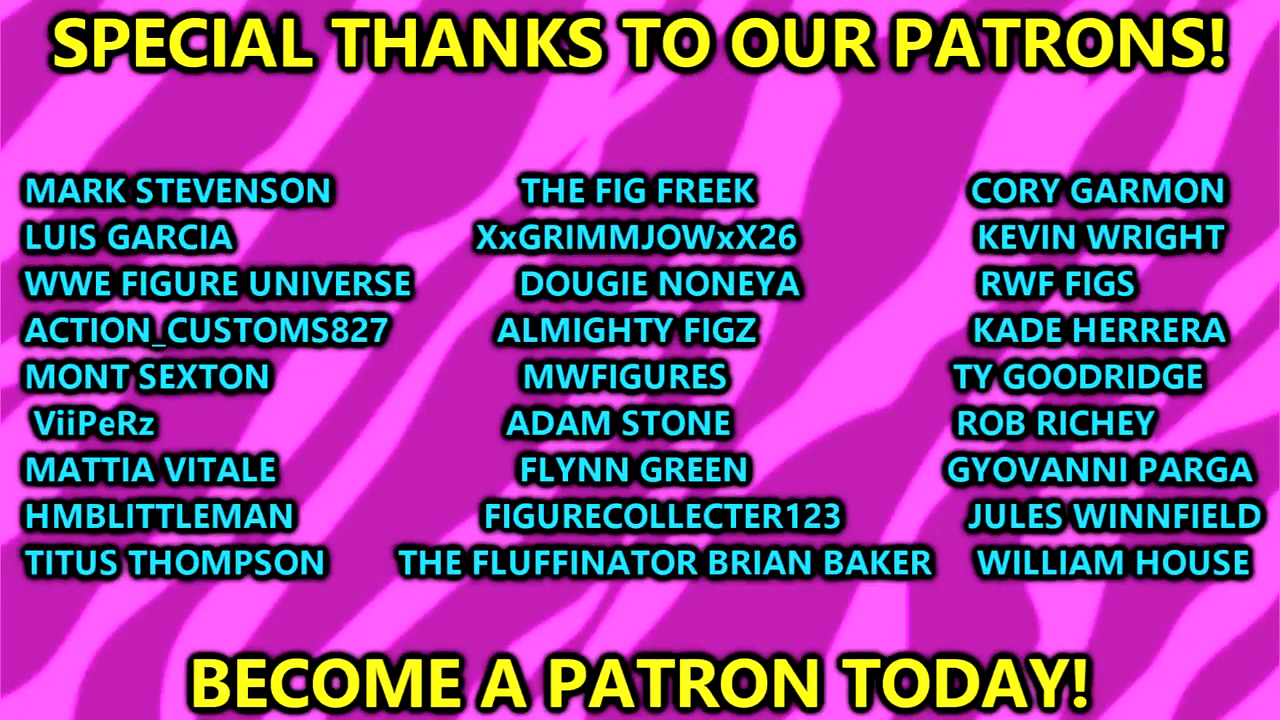 SPECIAL THANKS TO OUR PATRONS!
MARK STEVENSON
LUIS GARCIA
WWE FIGURE UNIVERSE
ACTION_CUSTOMS827
MONT SEXTON
ViiPeRz
MATTIA VITALE
HMBLITTLEMAN
TITUS THOMPSON
THE FIG FREEK
XxGRIMMJOWxX26
DOUGIE NONEYA
ALMIGHTY FIGZ
MWFIGURES
ADAM STONE
FLYNN GREEN
FIGURECOLLECTER123
THE FLUFFINATOR BRIAN BAKER
CORY GARMON
KEVIN WRIGHT
RWF FIGS
KADE HERRERA
TY GOODRIDGE
ROB RICHEY
GYOVANNI PARGA
JULES WINNFIELD
WILLIAM HOUSE
BECOME A PATRON TODAY!